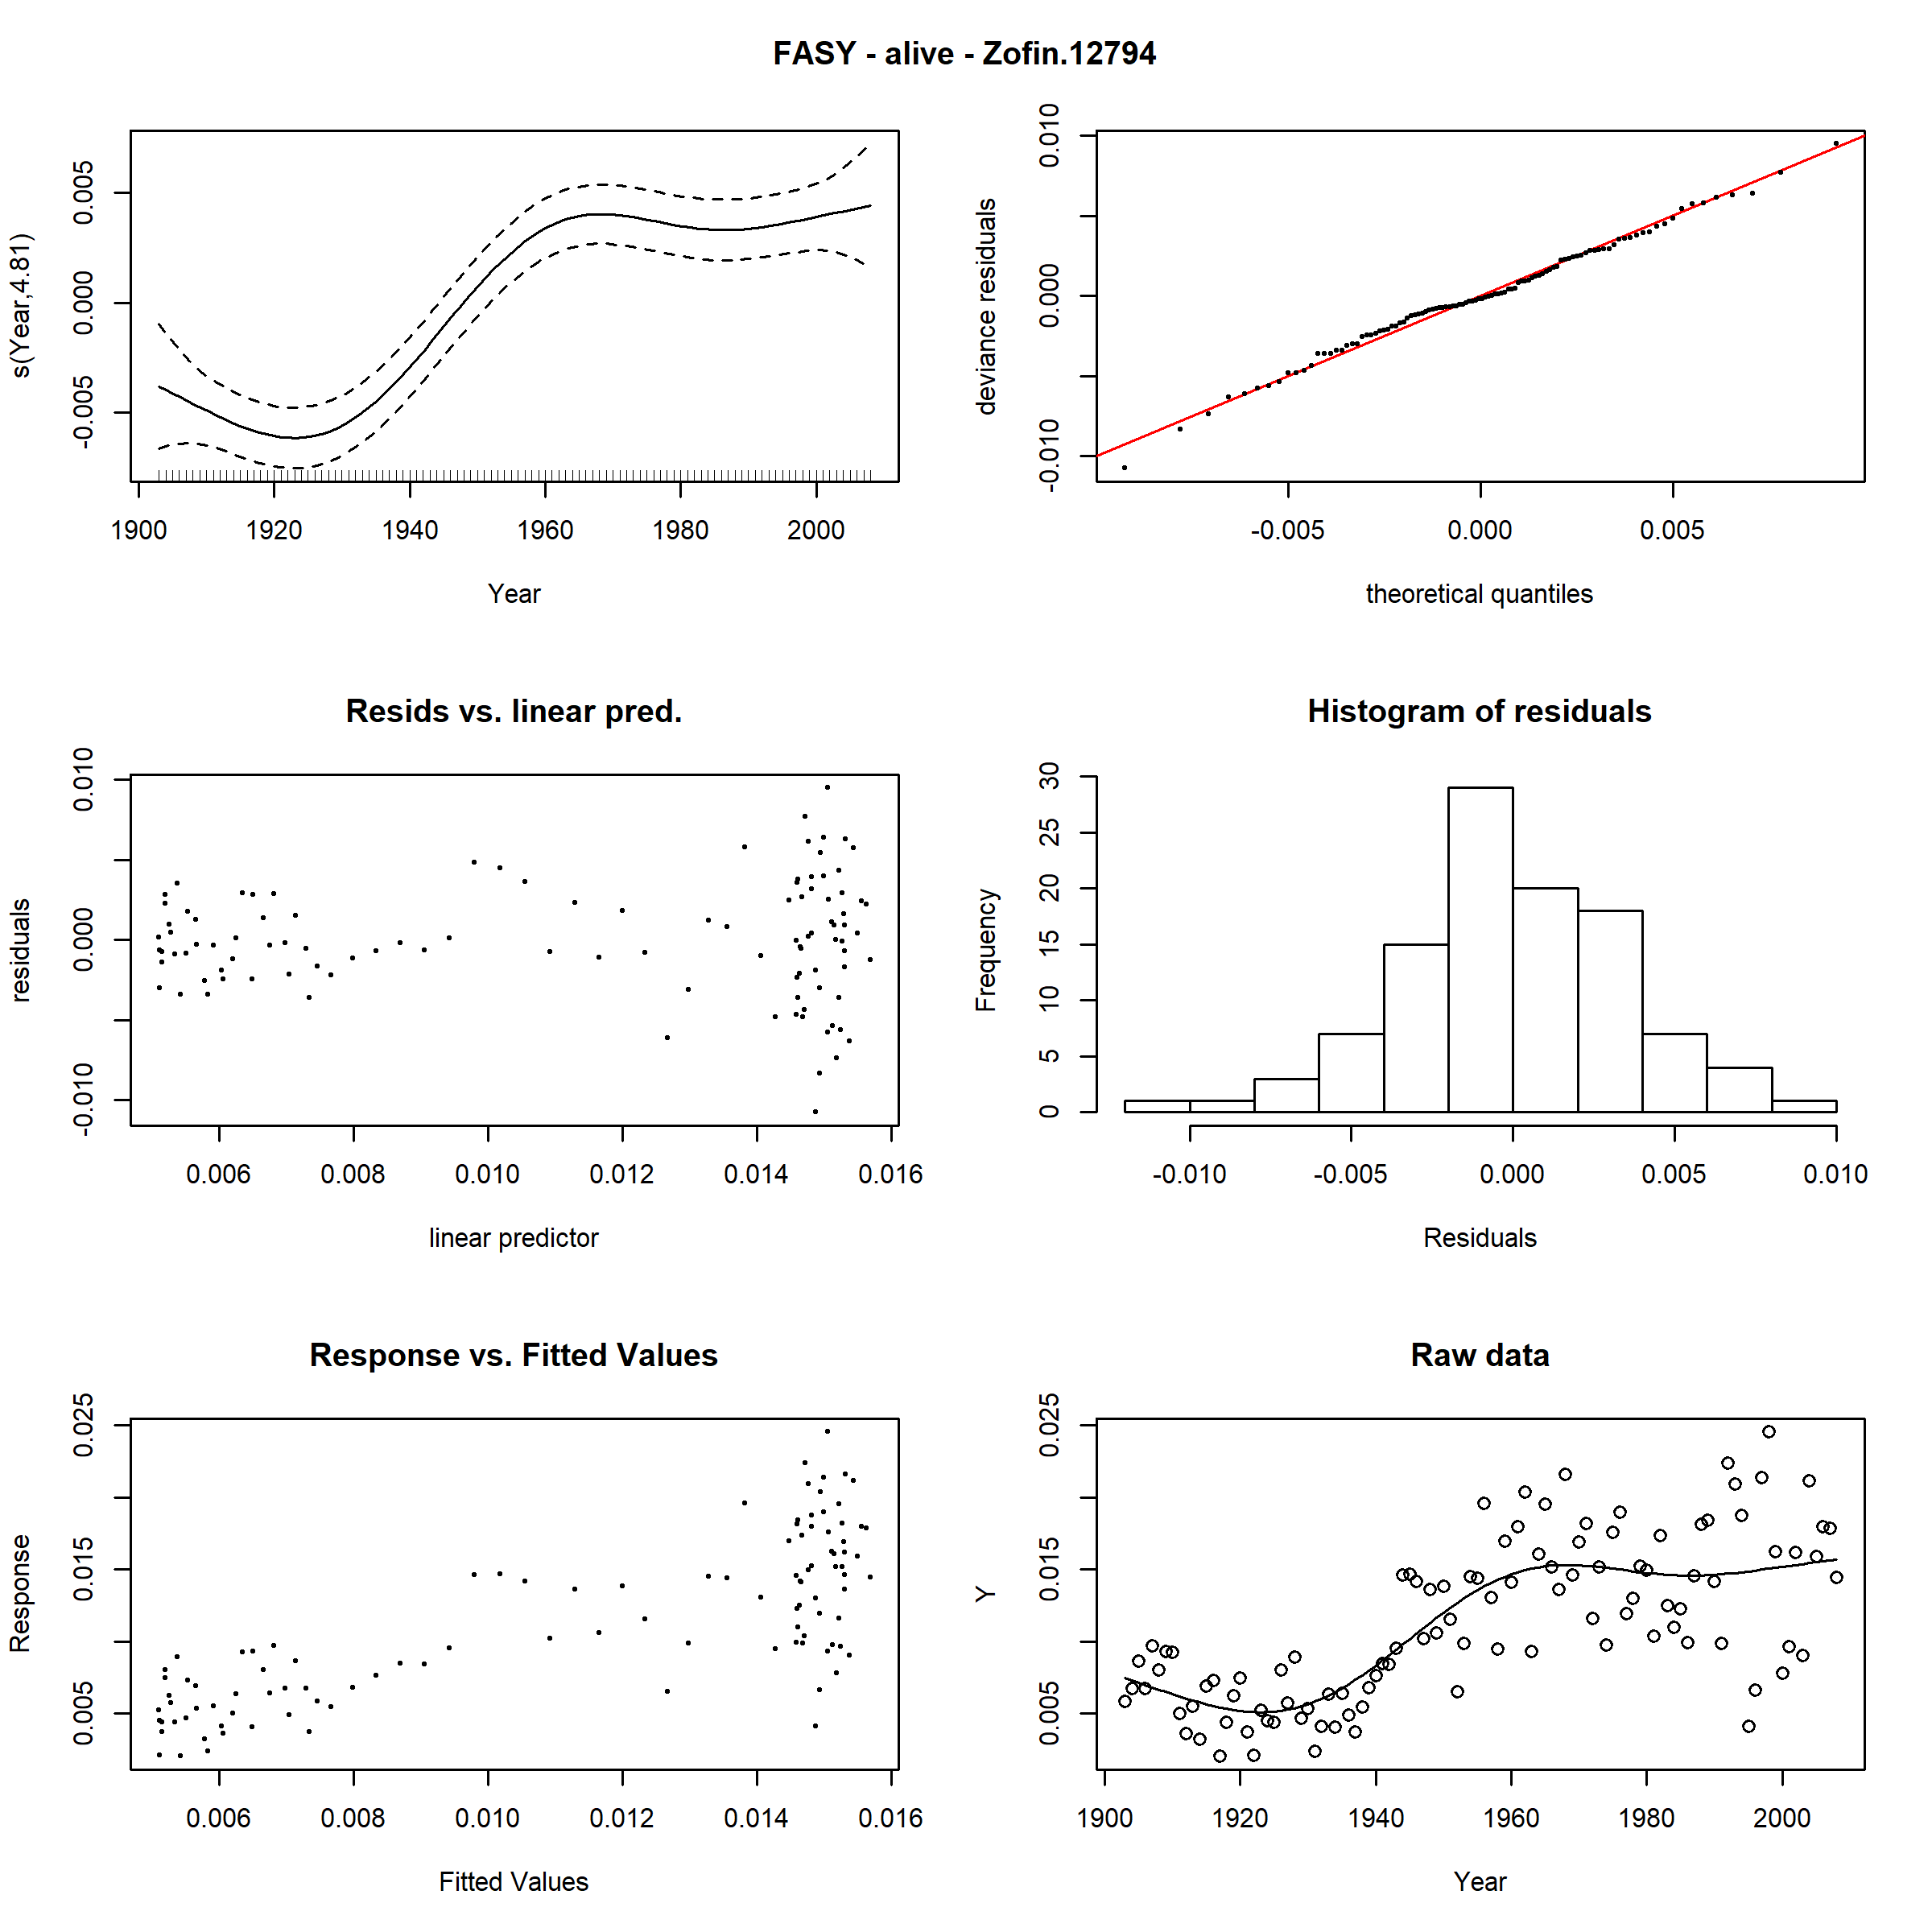 FASY - alive - Zofin.12794
s(Year,4.81)
-0.005 0.000 0.005
1900 1920 1940 1960 1980 2000
Year
deviance residuals
-0.010 0.000 0.010
-0.005 0.000 0.005
theoretical quantiles
Resids vs. linear pred.
residuals
-0.010 0.000 0.010
0.006 0.008 0.010 0.012 0.014 0.016
linear predictor
Histogram of residuals
Frequency
0 5 10 15 20 25 30
-0.010 -0.005 0.000 0.005 0.010
Residuals
Response vs. Fitted Values
Response
0.005 0.015 0.025
0.006 0.008 0.010 0.012 0.014 0.016
Fitted Values
Raw data
Y
0.005 0.015 0.025
1900 1920 1940 1960 1980 2000
Year